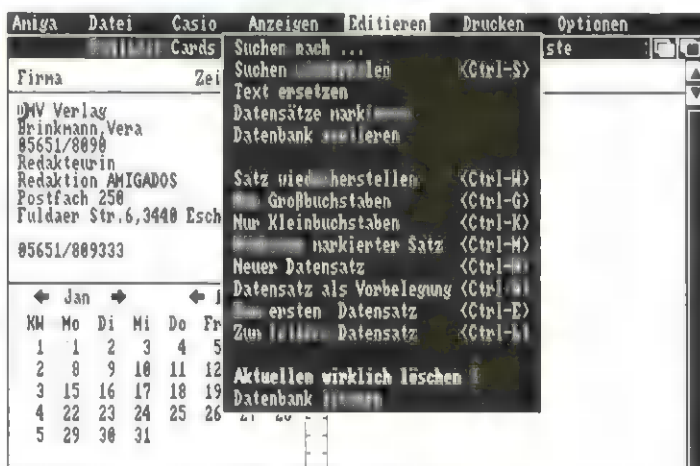 Amiga Datei Casio Anzeigen Editieren Drucken Optionen
Cards ste
Firma Zei
DMV Verlag
Brinkmann,Vera
05651/8090
Redakteurin
Redaktion AMIGADOS
Postfach 250
Fuldaer Str.6,3440 Esch
05651/809333
Jan
KW Mo Di Mi Do Fr
1 1 2 3 4 5
2 8 9 10 11 12
3 15 16 17 18 19
4 22 23 24 25 26 27 28
5 29 30 31
Suchen nach ...
Suchen <Ctrl-S>
Text ersetzen
Datensätze
Datenbank
Satz wiederherstellen <Ctrl-W>
Großbuchstaben <Ctrl-G>
Nur Kleinbuchstaben <Ctrl-K>
markierter Satz <Ctrl-M>
Neuer Datensatz
Datensatz als Vorbelegung
ersten Datensatz <Ctrl-E>
Zum Datensatz
Aktuellen wirklich löschen
Datenbank